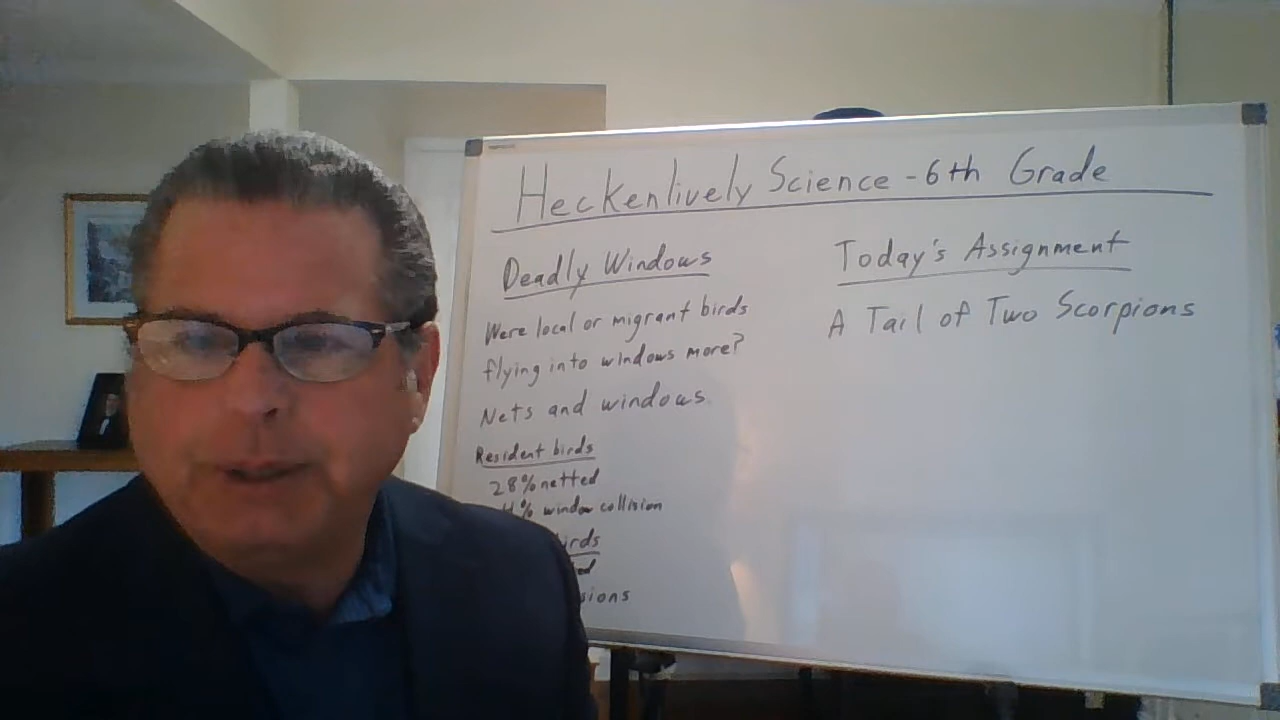 Heckenlively Science - 6th Grade
Deadly Windows
Were local or migrant birds
flying into windows more?
Nets and windows
Resident birds
28% netted
% window collision
Today's Assignment
A Tail of Two Scorpions